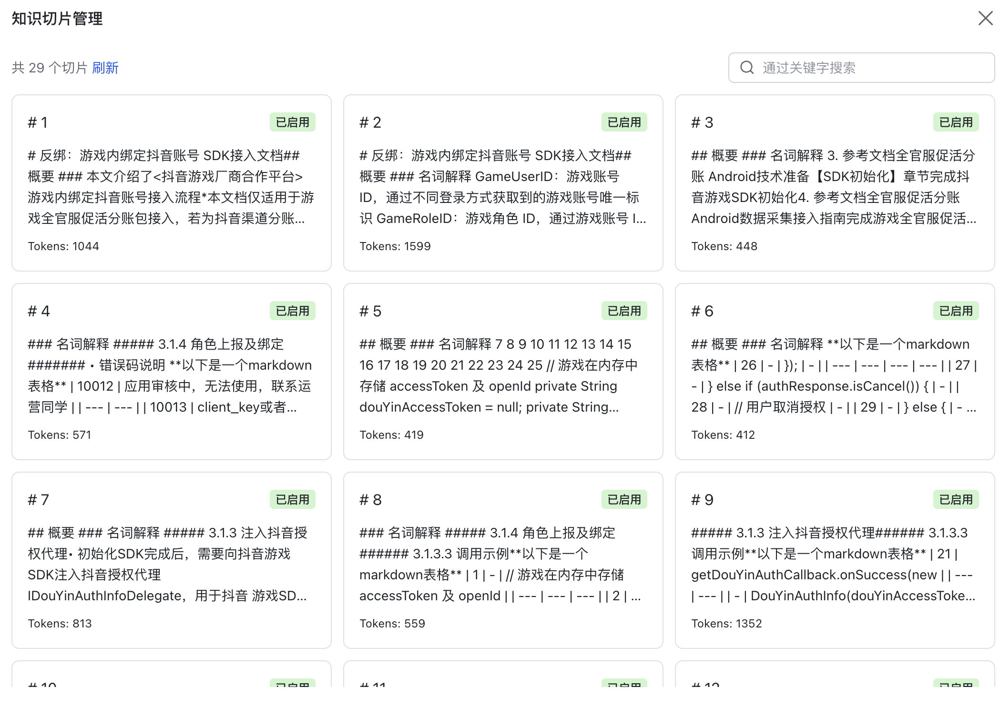 知识切片管理
共 29 个切片 刷新
通过关键字搜索
# 1
已启用
# 反绑：游戏内绑定抖音账号 SDK接入文档##
概要 ### 本文介绍了<抖音游戏厂商合作平台>
游戏内绑定抖音账号接入流程*本文档仅适用于游
戏全官服促活分账包接入，若为抖音渠道分账...
Tokens: 1044
# 2
已启用
# 反绑：游戏内绑定抖音账号 SDK接入文档##
概要 ### 名词解释 GameUserID：游戏账号
ID，通过不同登录方式获取到的游戏账号唯一标
识 GameRoleID：游戏角色 ID，通过游戏账号 I...
Tokens: 1599
# 3
已启用
## 概要 ### 名词解释 3. 参考文档全官服促活分
账 Android技术准备【SDK初始化】章节完成抖
音游戏SDK初始化4. 参考文档全官服促活分账
Android数据采集接入指南完成游戏全官服促活...
Tokens: 448
# 4
已启用
### 名词解释 ##### 3.1.4 角色上报及绑定
####### • 错误码说明 **以下是一个markdown
表格** | 10012 | 应用审核中，无法使用，联系运
营同学 | | --- | --- | | 10013 | client_key或者...
Tokens: 571
# 5
已启用
## 概要 ### 名词解释 7 8 9 10 11 12 13 14 15
16 17 18 19 20 21 22 23 24 25 // 游戏在内存中
存储 accessToken 及 openId private String
douYinAccessToken = null; private String...
Tokens: 419
# 6
已启用
## 概要 ### 名词解释 **以下是一个markdown
表格** | 26 | - | }); | - | | --- | --- | --- | --- | | 27 |
- | } else if (authResponse.isCancel()) { | - | |
28 | - | // 用户取消授权 | - | | 29 | - | } else { | - ...
Tokens: 412
# 7
已启用
## 概要 ### 名词解释 ##### 3.1.3 注入抖音授
权代理• 初始化SDK完成后，需要向抖音游戏
SDK注入抖音授权代理
IDouYinAuthInfoDelegate，用于抖音 游戏SD...
Tokens: 813
# 8
已启用
### 名词解释 ##### 3.1.4 角色上报及绑定
###### 3.1.3.3 调用示例**以下是一个
markdown表格** | 1 | - | // 游戏在内存中存储
accessToken 及 openId | | --- | --- | --- | | 2 | ...
Tokens: 559
# 9
已启用
##### 3.1.3 注入抖音授权代理###### 3.1.3.3
调用示例**以下是一个markdown表格** | 21 |
getDouYinAuthCallback.onSuccess(new | | ---
| --- | | - | DouYinAuthInfo(douYinAccessToke...
Tokens: 1352
# 10
已启用
# 11
已启用
# 12
已启用